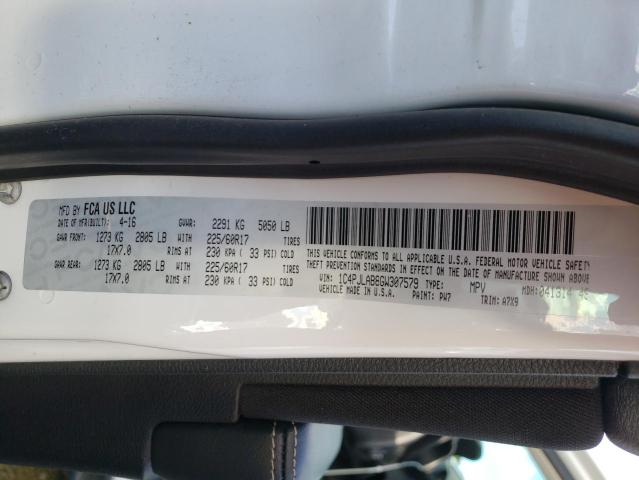 MFD BY FCA US LLC
DATE OF MFR(BUILT): 4-16 GVWR: 2291 KG 5050 LB
GAWR FRONT: 1273 KG 2805 LB WITH 225/60R17 TIRES
17X7.0 RIMS AT 230 KPA ( 33 PSI) COLD
GAWR REAR: 1273 KG 2805 LB WITH 225/60R17 TIRES
17X7.0 RIMS AT 230 KPA ( 33 PSI) COLD
THIS VEHICLE CONFORMS TO ALL APPLICABLE U.S.A. FEDERAL MOTOR VEHICLE SAFETY
THEFT PREVENTION STANDARDS IN EFFECT ON THE DATE OF MANUFACTURE SHOWN ABOVE
VIN: 1C4PJLAB6GW307579 TYPE: MPV MDH: 041314
VEHICLE MADE IN U.S.A. PAINT: PW7 TRIM: A7X9